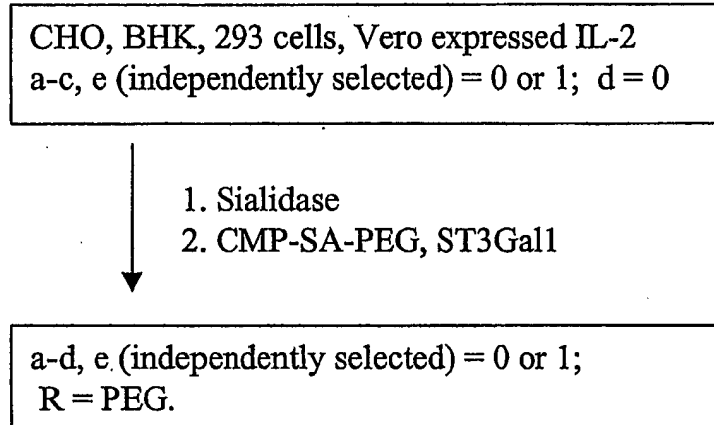 CHO, BHK, 293 cells, Vero expressed IL-2
a-c, e (independently selected) = 0 or 1; d = 0
1. Sialidase
2. CMP-SA-PEG, ST3Gal1
a-d, e (independently selected) = 0 or 1;
R = PEG.